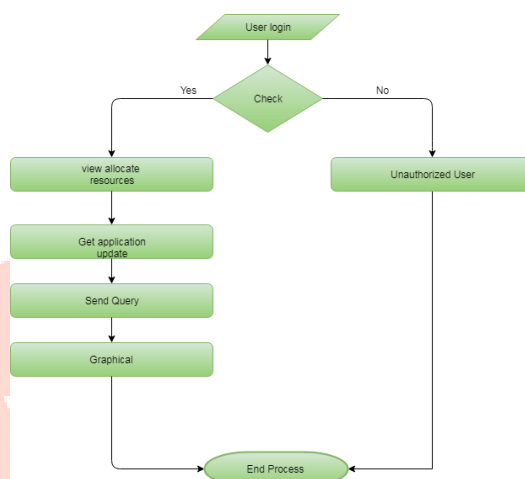 User login
Check
Yes
No
view allocate
resources
Unauthorized User
Get application
update
Send Query
Graphical
End Process